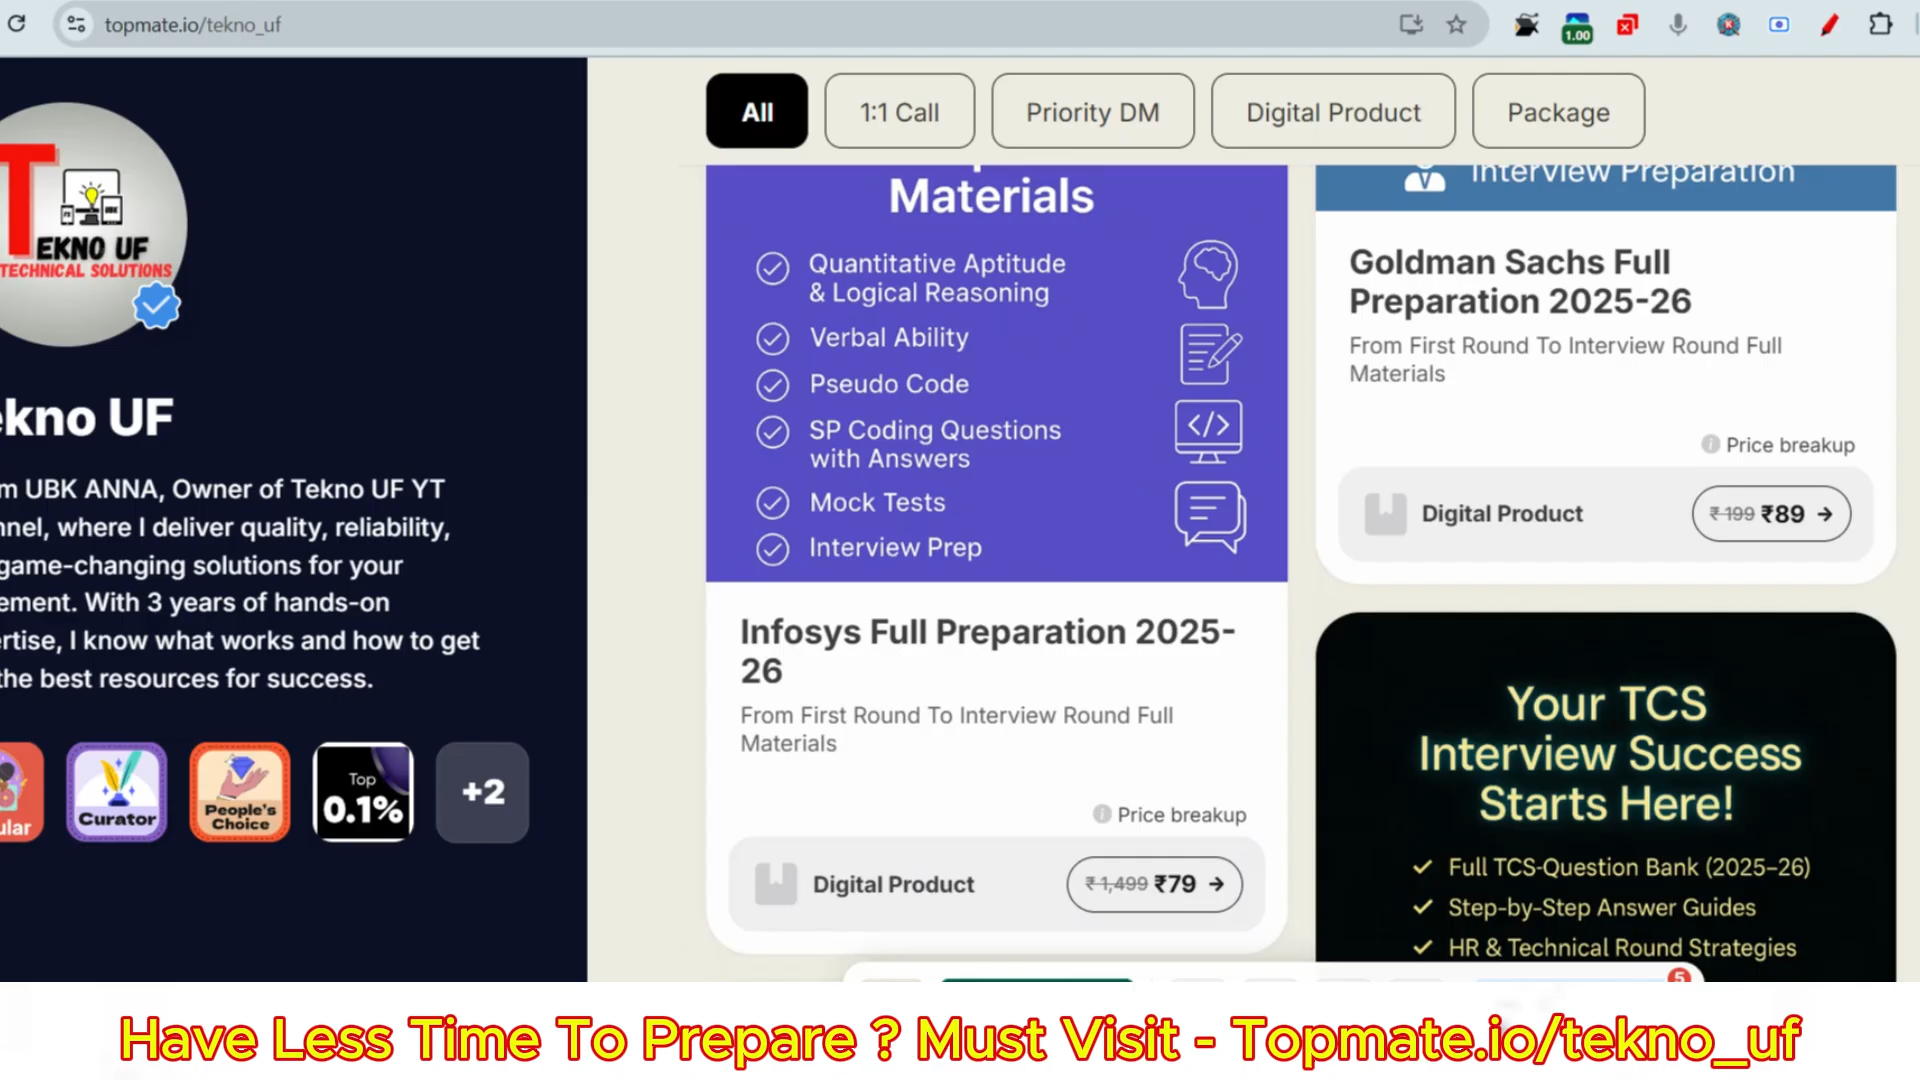 topmate.io/tekno_uf
1.00
All
1:1 Call
Priority DM
Digital Product
Package
T
EKNO UF
TECHNICAL SOLUTIONS
ekno UF
m UBK ANNA, Owner of Tekno UF YT
nnel, where I deliver quality, reliability,
game-changing solutions for your
ement. With 3 years of hands-on
ertise, I know what works and how to get
the best resources for success.
ular
Curator
People's
Choice
Top
0.1%
+2
Materials
Quantitative Aptitude
& Logical Reasoning
Verbal Ability
Pseudo Code
SP Coding Questions
with Answers
Mock Tests
Interview Prep
Infosys Full Preparation 2025-
26
From First Round To Interview Round Full
Materials
Price breakup
Digital Product
₹1,499 ₹79 →
Interview Preparation
Goldman Sachs Full
Preparation 2025-26
From First Round To Interview Round Full
Materials
Price breakup
Digital Product
₹199 ₹89 →
Your TCS
Interview Success
Starts Here!
Full TCS-Question Bank (2025–26)
Step-by-Step Answer Guides
HR & Technical Round Strategies
5
Have Less Time To Prepare ? Must Visit - Topmate.io/tekno_uf